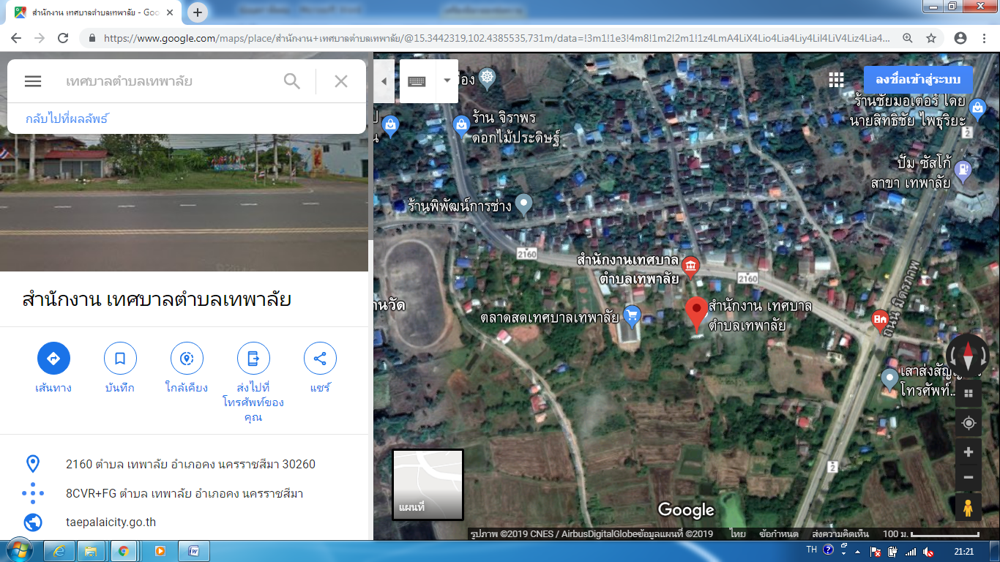 สำนักงาน เทศบาลตำบลเทพาลัย - Goo
https://www.google.com/maps/place/สำนักงาน+เทศบาลตำบลเทพาลัย/@15.3442319,102.4385535,731m/data=!3m1!1e3!4m8!1m2!2m1!1z4LmA4LiX4Lio4Lia4Liy4Lil4LiV4Liz4Lia4...
เทศบาลตำบลเทพาลัย
กลับไปที่ผลลัพธ์
สำนักงาน เทศบาลตำบลเทพาลัย
เส้นทาง
บันทึก
ใกล้เคียง
ส่งไปที่
โทรศัพท์ของ
คุณ
แชร์
2160 ตำบล เทพาลัย อำเภอคง นครราชสีมา 30260
8CVR+FG ตำบล เทพาลัย อำเภอคง นครราชสีมา
taepalaicity.go.th
ลงชื่อเข้าสู่ระบบ
ร้าน จิราพร
ดอกไม้ประดิษฐ์
ร้านชัยมอเตอร์ โดย
นายสิทธิชัย ไพธุริยะ
2
ปั๊ม ซัสโก้
สาขา เทพาลัย
ร้านพิพัฒน์การช่าง
2160
สำนักงานเทศบาล
ตำบลเทพาลัย
2160
ถนน มิตรภาพ
านวัด
ตลาดสดเทศบาลเทพาลัย
สำนักงาน เทศบาล
ตำบลเทพาลัย
เสาส่งสัญญาณ
โทรศัพท์...
2
แผนที่
Google
รูปภาพ ©2019 CNES / AirbusDigitalGlobeข้อมูลแผนที่ ©2019
ไทย
ข้อกำหนด
ส่งความคิดเห็น
100 ม.
TH
21:21